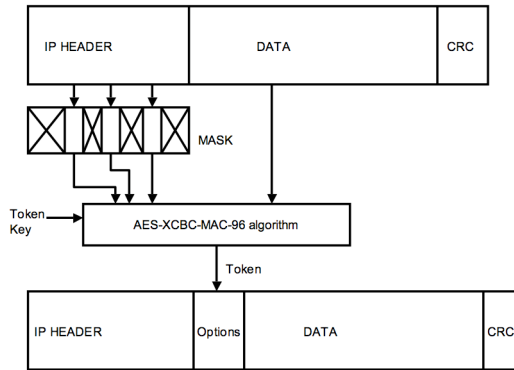 IP HEADER DATA CRC
MASK
Token
Key
AES-XCBC-MAC-96 algorithm
Token
IP HEADER Options DATA CRC